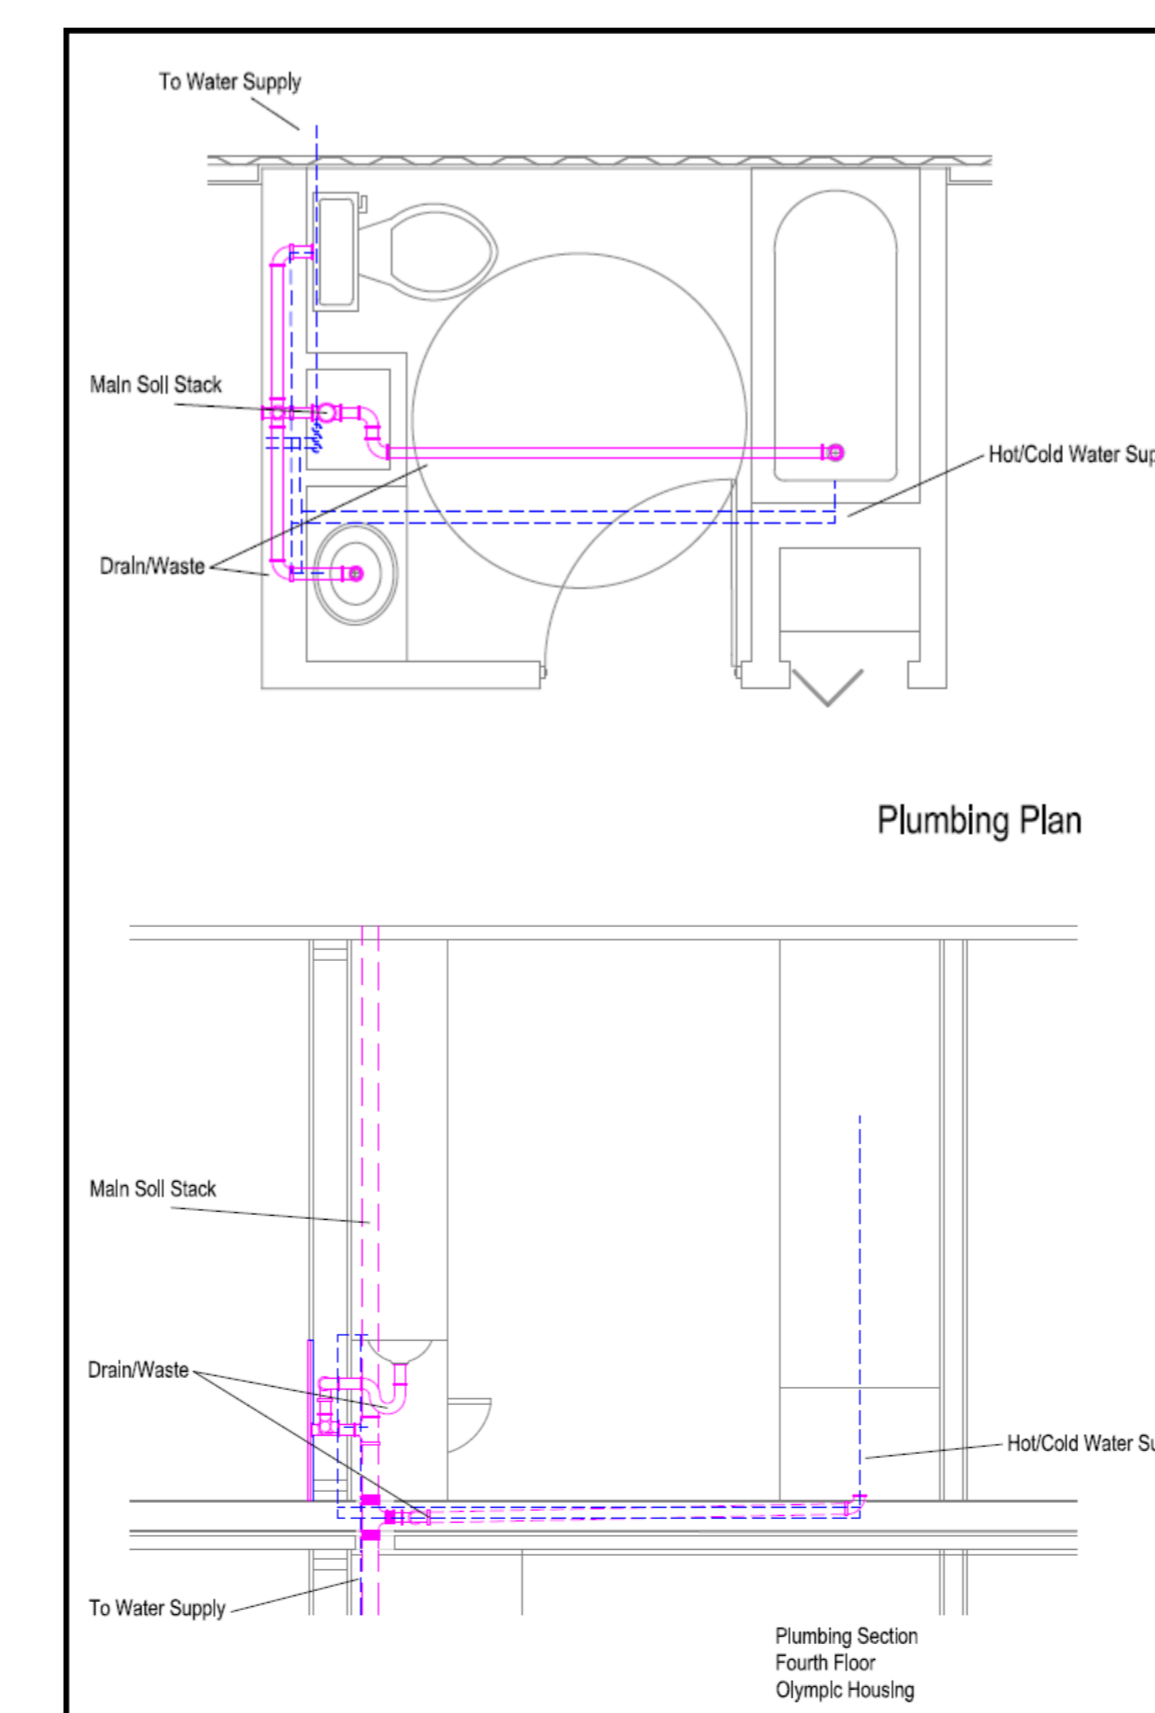 To Water Supply
Main Soil Stack
Hot/Cold Water Sup
Drain/Waste
Plumbing Plan
Main Soil Stack
Drain/Waste
Hot/Cold Water Su
To Water Supply
Plumbing Section
Fourth Floor
Olympic Housing